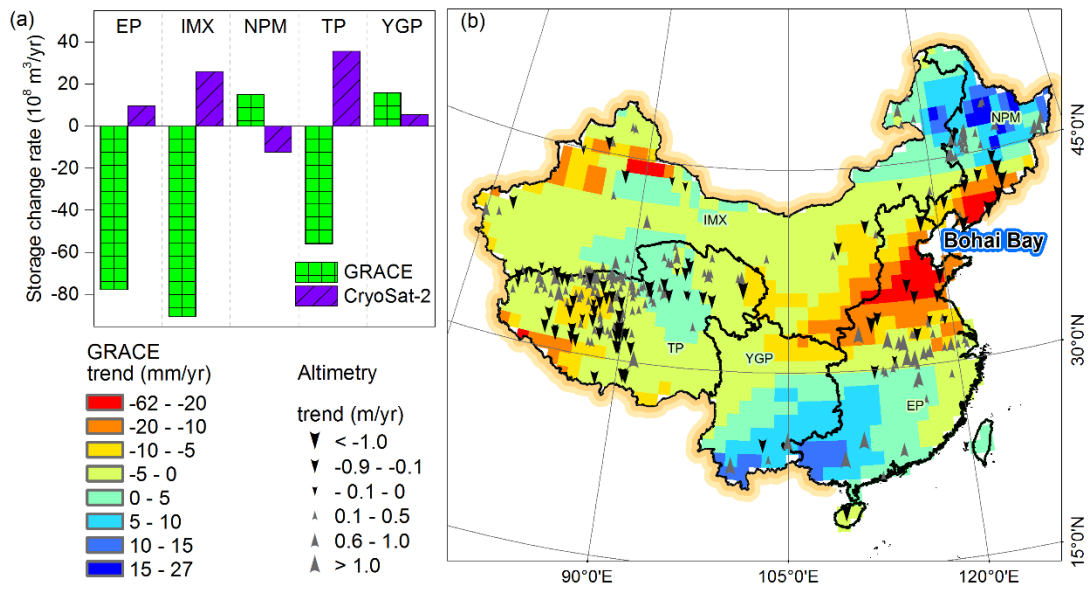 (a)
EP IMX NPM TP YGP
Storage change rate (10⁸ m³/yr)
40
20
0
-20
-40
-60
-80
GRACE
CryoSat-2
GRACE
trend (mm/yr)
-62 - -20
-20 - -10
-10 - -5
-5 - 0
0 - 5
5 - 10
10 - 15
15 - 27
Altimetry
trend (m/yr)
< -1.0
-0.9 - -0.1
- 0.1 - 0
0.1 - 0.5
0.6 - 1.0
> 1.0
(b)
NPM
IMX
Bohai Bay
TP
YGP
EP
45°0'N
30°0'N
15°0'N
90°0'E
105°0'E
120°0'E